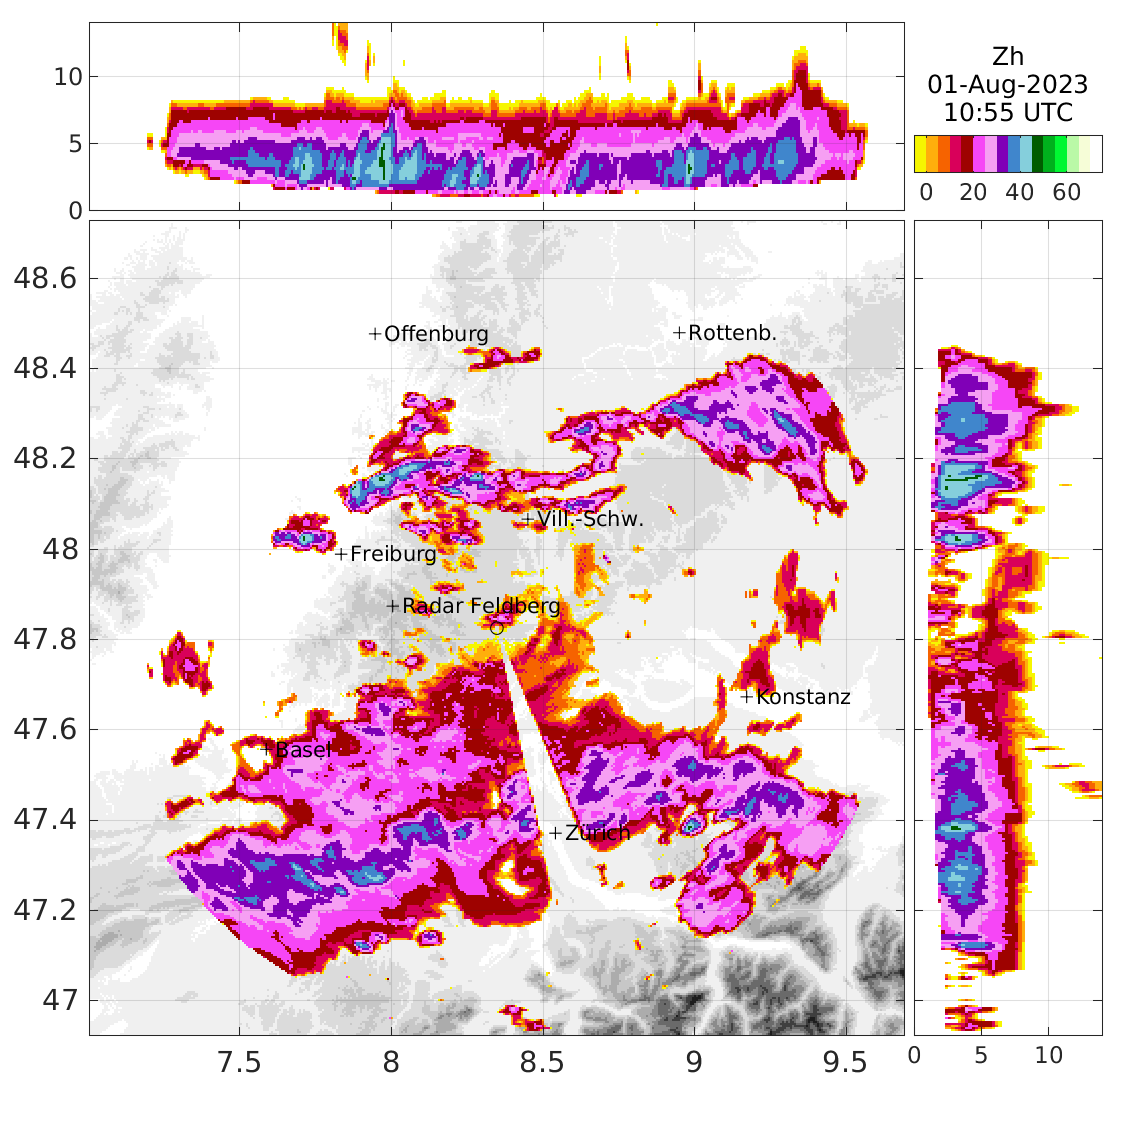 10
5
0
Zh
01-Aug-2023
10:55 UTC
0 20 40 60
48.6
48.4
48.2
48
47.8
47.6
47.4
47.2
47
+Offenburg
+Rottenb.
+Vill.-Schw.
+Freiburg
+Radar Feldberg
+Konstanz
+Basel
+Zurich
7.5 8 8.5 9 9.5
0 5 10